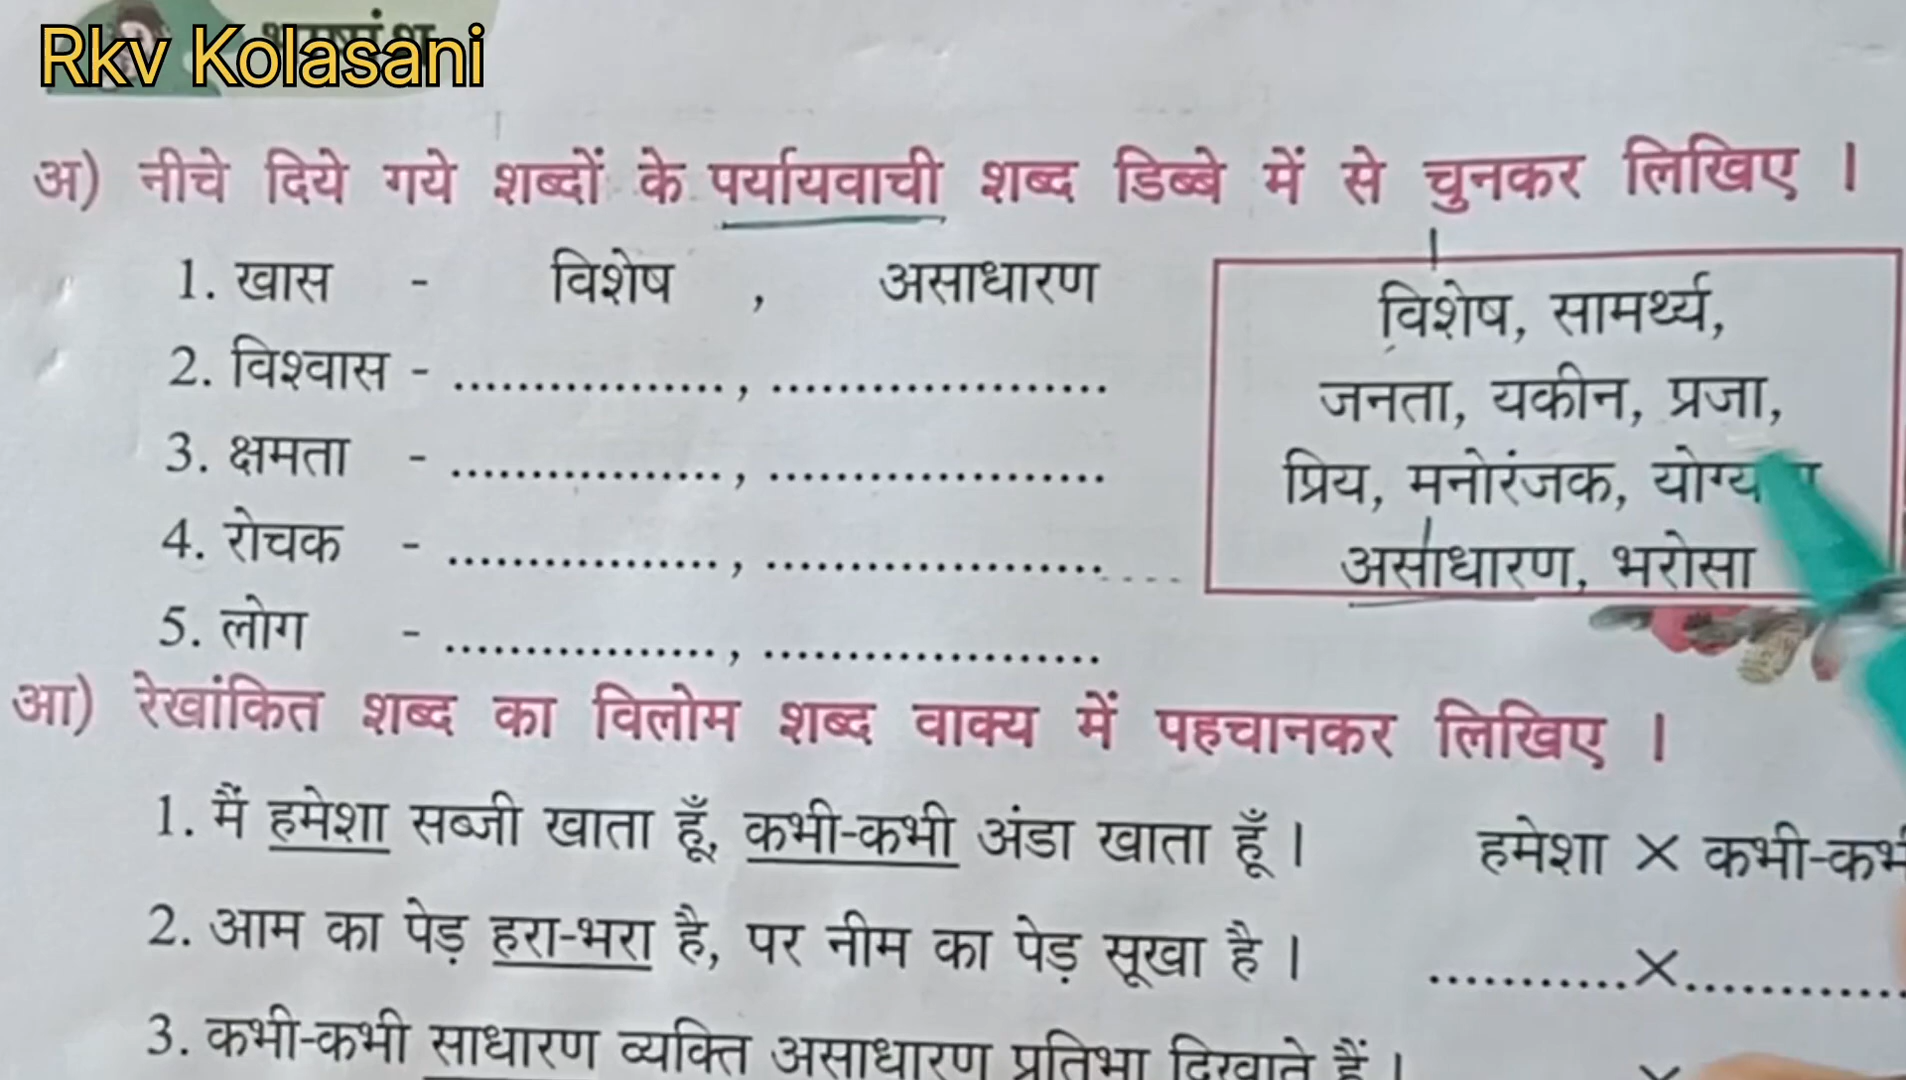 Rkv Kolasani
अ) नीचे दिये गये शब्दों के पर्यायवाची शब्द डिब्बे में से चुनकर लिखिए ।
1. खास - विशेष , असाधारण
2. विश्वास - ................., .....................
3. क्षमता - ................., .....................
4. रोचक - ................., .....................
5. लोग - ................., .....................
विशेष, सामर्थ्य,
जनता, यकीन, प्रजा,
प्रिय, मनोरंजक,
असाधारण, भरोसा
आ) रेखांकित शब्द का विलोम शब्द वाक्य में पहचानकर लिखिए ।
1. मैं हमेशा सब्जी खाता हूँ, कभी-कभी अंडा खाता हूँ । हमेशा × कभी-कभी
2. आम का पेड़ हरा-भरा है, पर नीम का पेड़ सूखा है । ............×.............
3. कभी-कभी साधारण व्यक्ति असाधारण प्रतिभा दिखाते हैं । ×